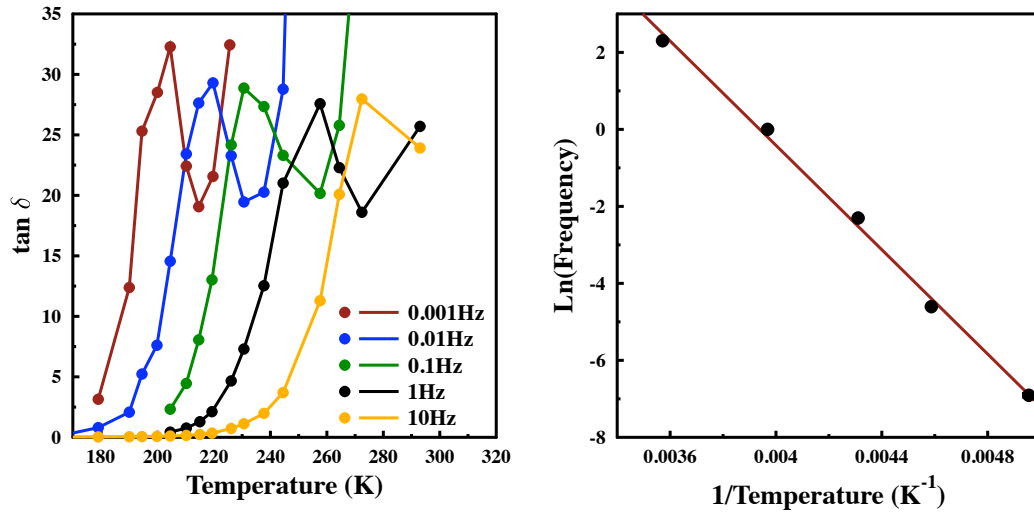 35
30
25
20
15
10
5
0
tan δ
180 200 220 240 260 280 300 320
Temperature (K)
0.001Hz
0.01Hz
0.1Hz
1Hz
10Hz
2
0
-2
-4
-6
-8
Ln(Frequency)
0.0036 0.004 0.0044 0.0048
1/Temperature (K⁻¹)